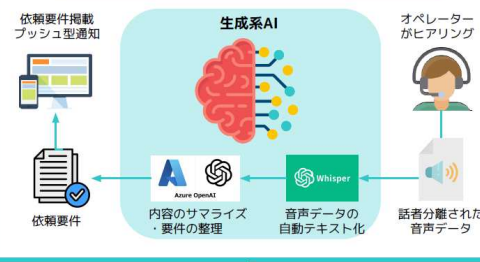 依頼要件掲載
プッシュ型通知
生成系AI
オペレーター
がヒアリング
Azure OpenAI
Whisper
依頼要件
内容のサマライズ
・要件の整理
音声データの
自動テキスト化
話者分離された
音声データ